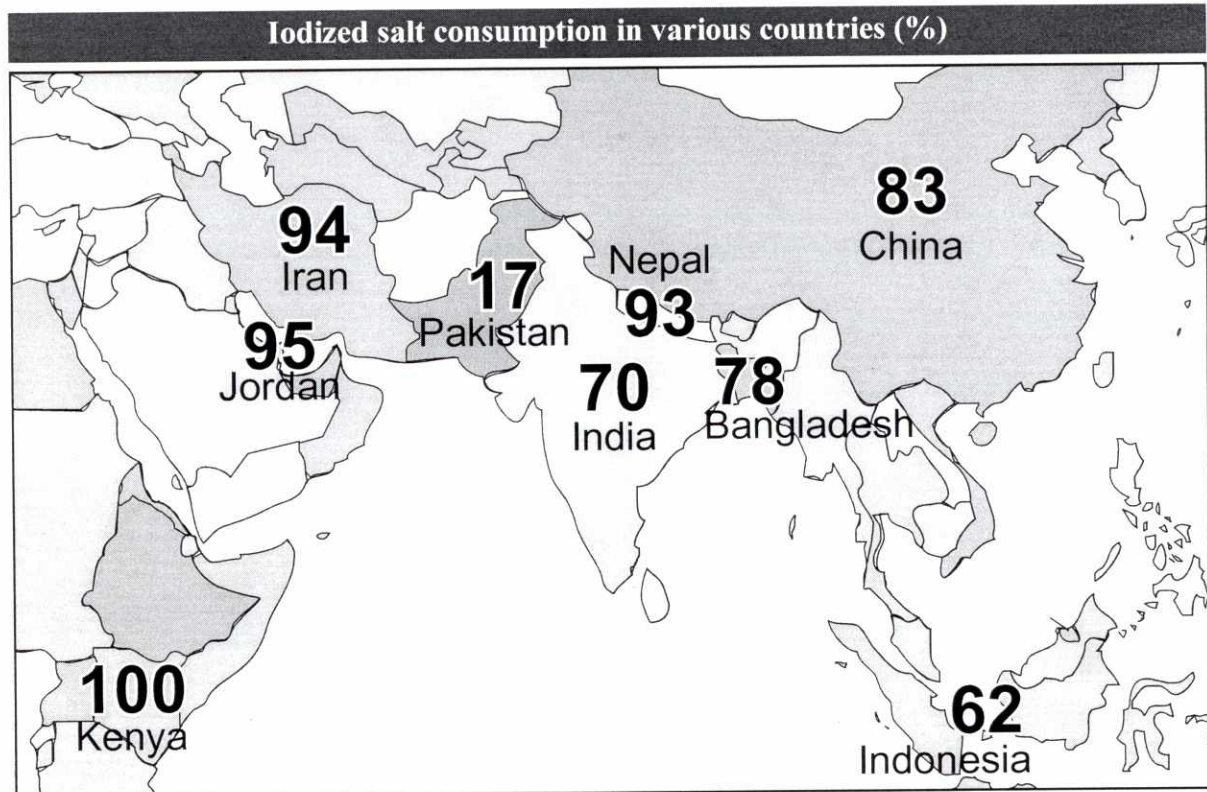 Iodized salt consumption in various countries (%)
83
China
94
Iran
Nepal
93
17
Pakistan
95
Jordan
70
India
78
Bangladesh
100
Kenya
62
Indonesia